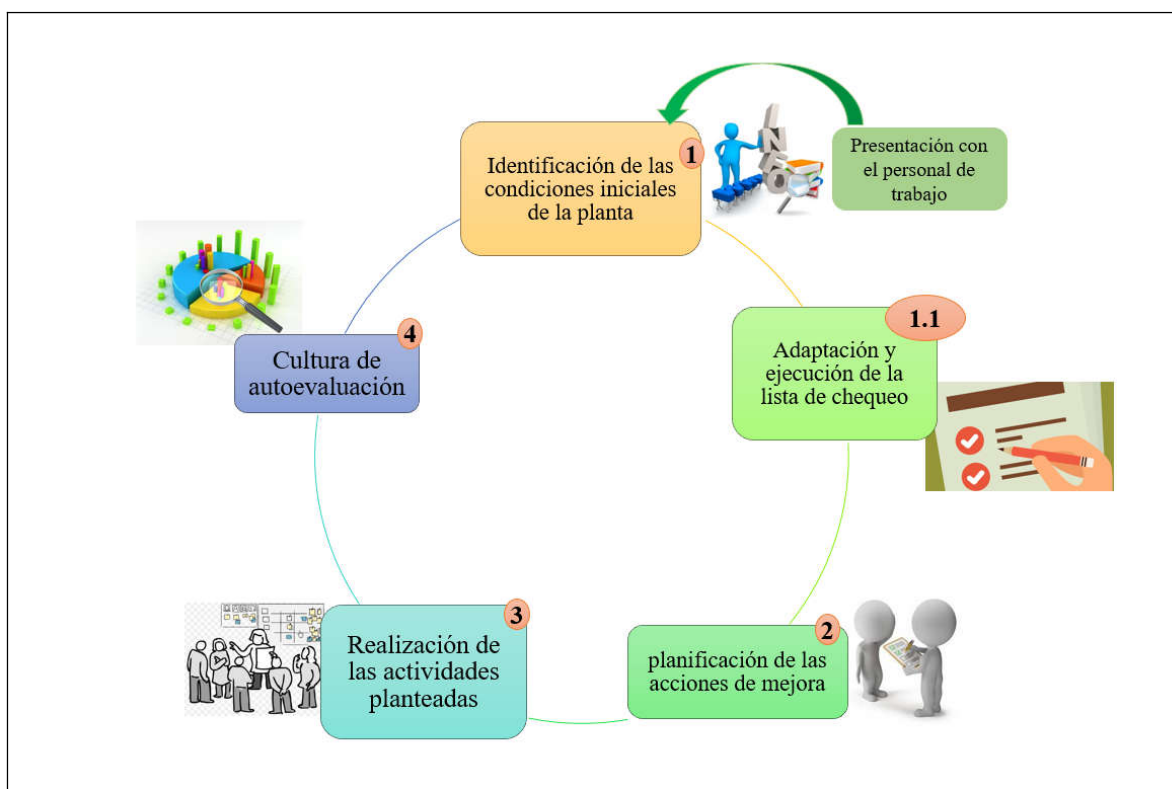 1
Identificación de las
condiciones iniciales
de la planta
INFO
Presentación con
el personal de
trabajo
1.1
Adaptación y
ejecución de la
lista de chequeo
2
planificación de las
acciones de mejora
3
Realización de
las actividades
planteadas
4
Cultura de
autoevaluación